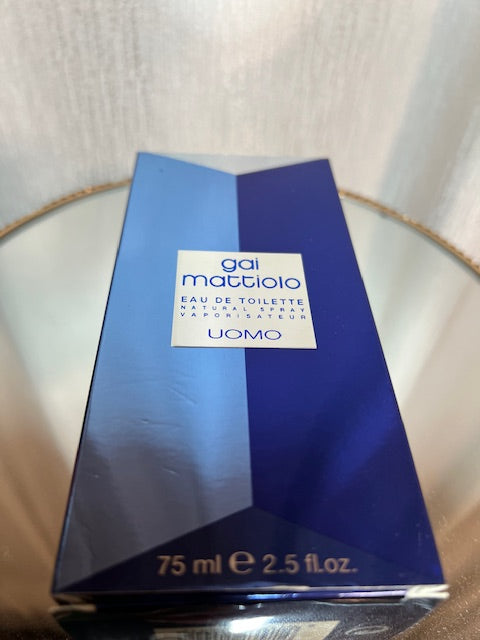 gai
mattiolo
EAU DE TOILETTE
NATURAL SPRAY
VAPORISATEUR
UOMO
75 ml ℮ 2.5 fl.oz.